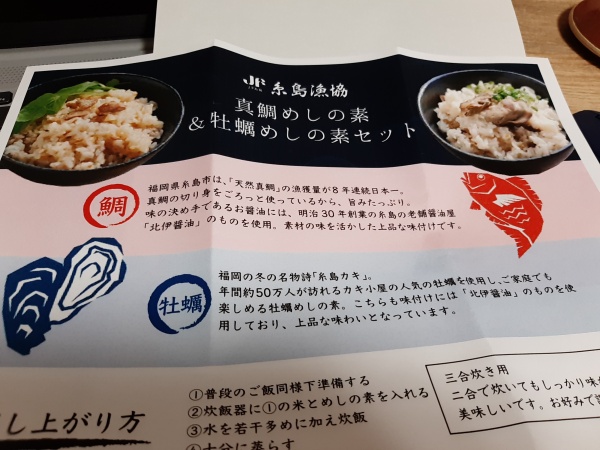 JF 糸島漁協
真鯛めしの素
&牡蠣めしの素セット
鯛
福岡県糸島市は、「天然真鯛」の漁獲量が8年連続日本一。
真鯛の切り身をごろっと使っているから、旨みたっぷり。
味の決め手であるお醤油には、明治30年創業の糸島の老舗醤油屋
「北伊醤油」のものを使用。素材の味を活かした上品な味付けです。
牡蠣
福岡の冬の名物詩「糸島カキ」。
年間約50万人が訪れるカキ小屋の人気の牡蠣を使用し、ご家庭でも
楽しめる牡蠣めしの素。こちらも味付けには「北伊醤油」のものを使
用しており、上品な味わいとなっています。
し上がり方
①普段のご飯同様下準備する
②炊飯器に①の米とめしの素を入れる
③水を若干多めに加え炊飯
④十分に蒸らす
三合炊き用
二合で炊いてもしっかり味
美味しいです。お好みで